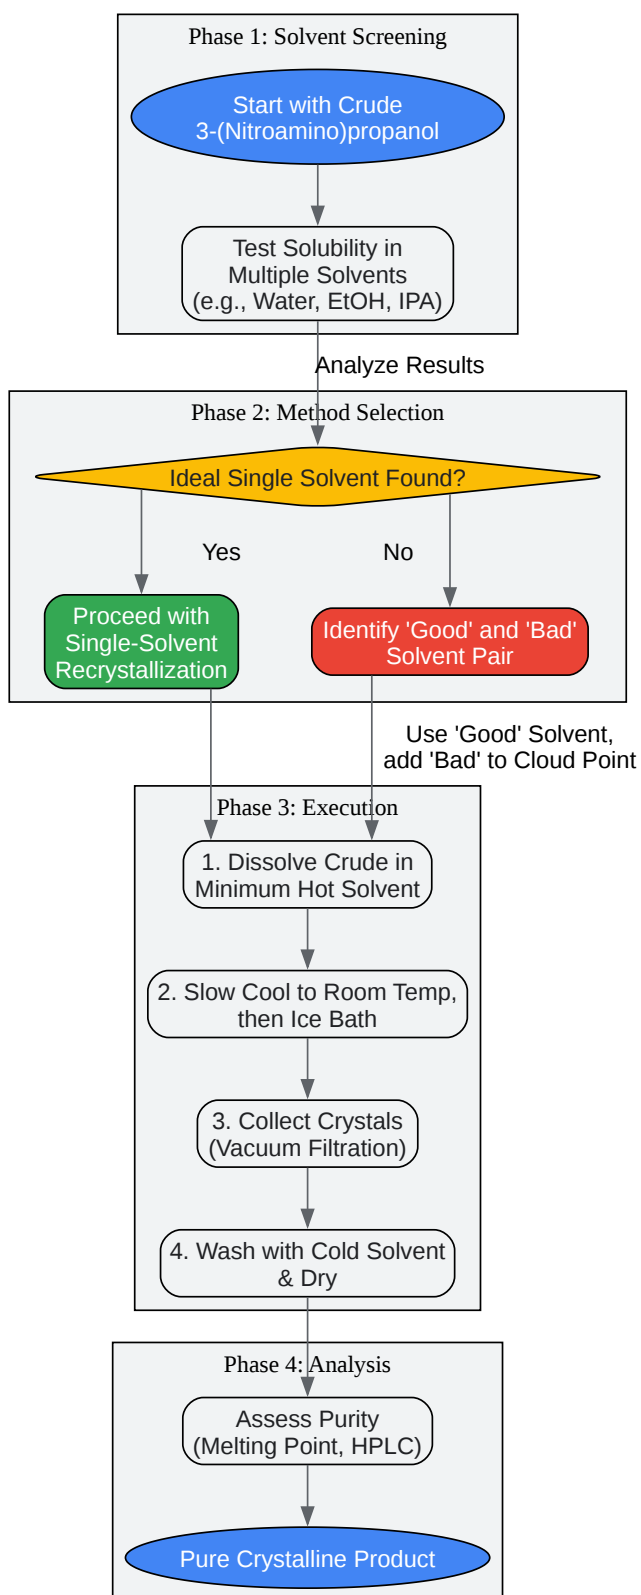 Phase 1: Solvent Screening
Start with Crude
3-(Nitroamino)propanol
Test Solubility in
Multiple Solvents
(e.g., Water, EtOH, IPA)
Analyze Results
Phase 2: Method Selection
Ideal Single Solvent Found?
Yes
No
Proceed with
Single-Solvent
Recrystallization
Identify 'Good' and 'Bad'
Solvent Pair
Use 'Good' Solvent,
add 'Bad' to Cloud Point
Phase 3: Execution
1. Dissolve Crude in
Minimum Hot Solvent
2. Slow Cool to Room Temp,
then Ice Bath
3. Collect Crystals
(Vacuum Filtration)
4. Wash with Cold Solvent
& Dry
Phase 4: Analysis
Assess Purity
(Melting Point, HPLC)
Pure Crystalline Product